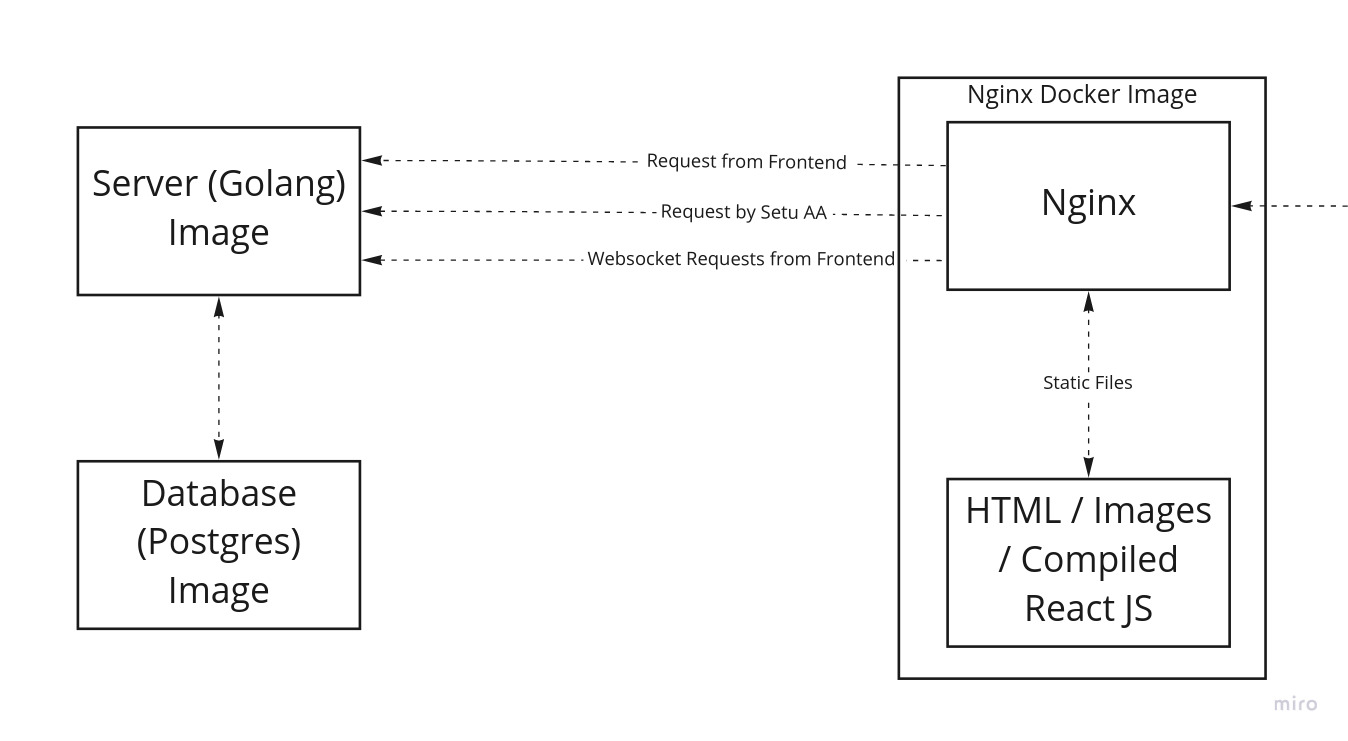 Nginx Docker Image
Server (Golang)
Image
Request from Frontend
Request by Setu AA
Websocket Requests from Frontend
Nginx
Static Files
Database
(Postgres)
Image
HTML / Images
/ Compiled
React JS
miro